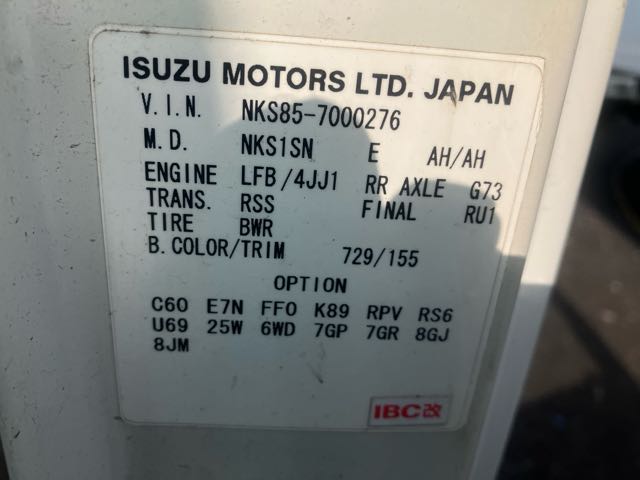 ISUZU MOTORS LTD. JAPAN
V.I.N. NKS85-7000276
M.D. NKS1SN E AH/AH
ENGINE LFB/4JJ1 RR AXLE G73
TRANS. RSS FINAL RU1
TIRE BWR
B.COLOR/TRIM 729/155
OPTION
C60 E7N FF0 K89 RPV RS6
U69 25W 6WD 7GP 7GR 8GJ
8JM
IBC改